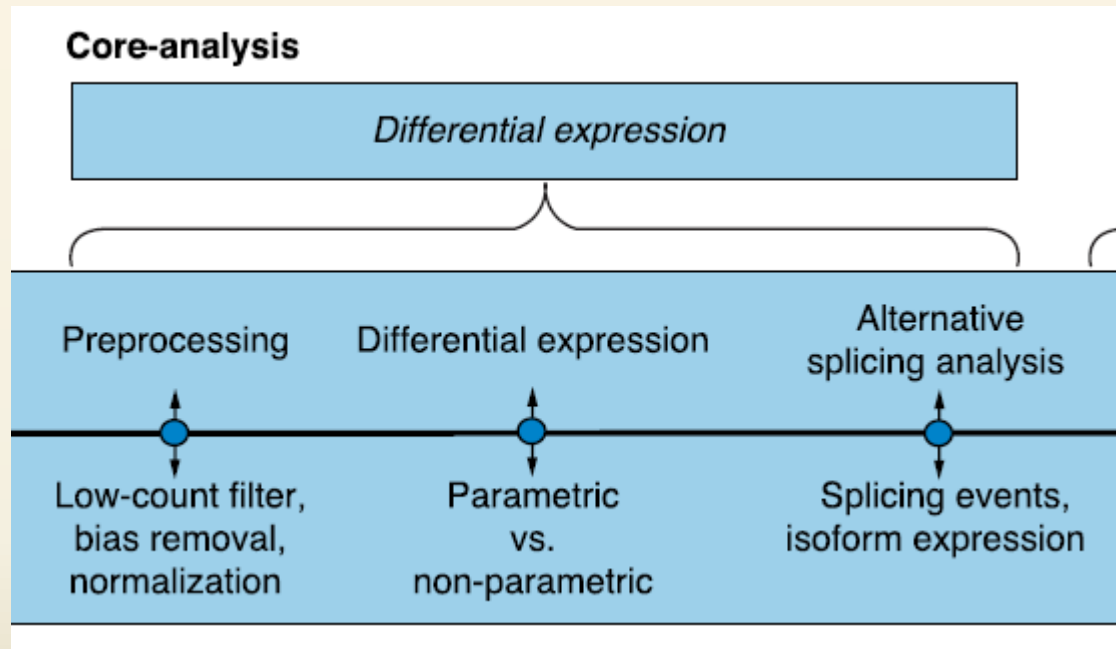 Core-analysis
Differential expression
Preprocessing
Differential expression
Alternative
splicing analysis
Low-count filter,
bias removal,
normalization
Parametric
vs.
non-parametric
Splicing events,
isoform expression